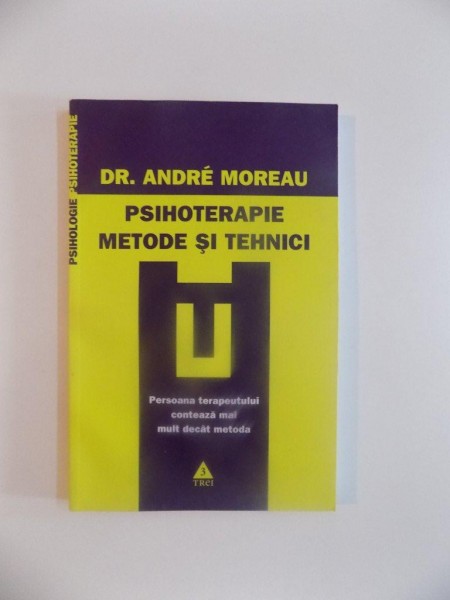 PSIHOLOGIE PSIHOTERAPIE
DR. ANDRÉ MOREAU
PSIHOTERAPIE
METODE ŞI TEHNICI
Persoana terapeutului
contează mai
mult decât metoda
3
TREI